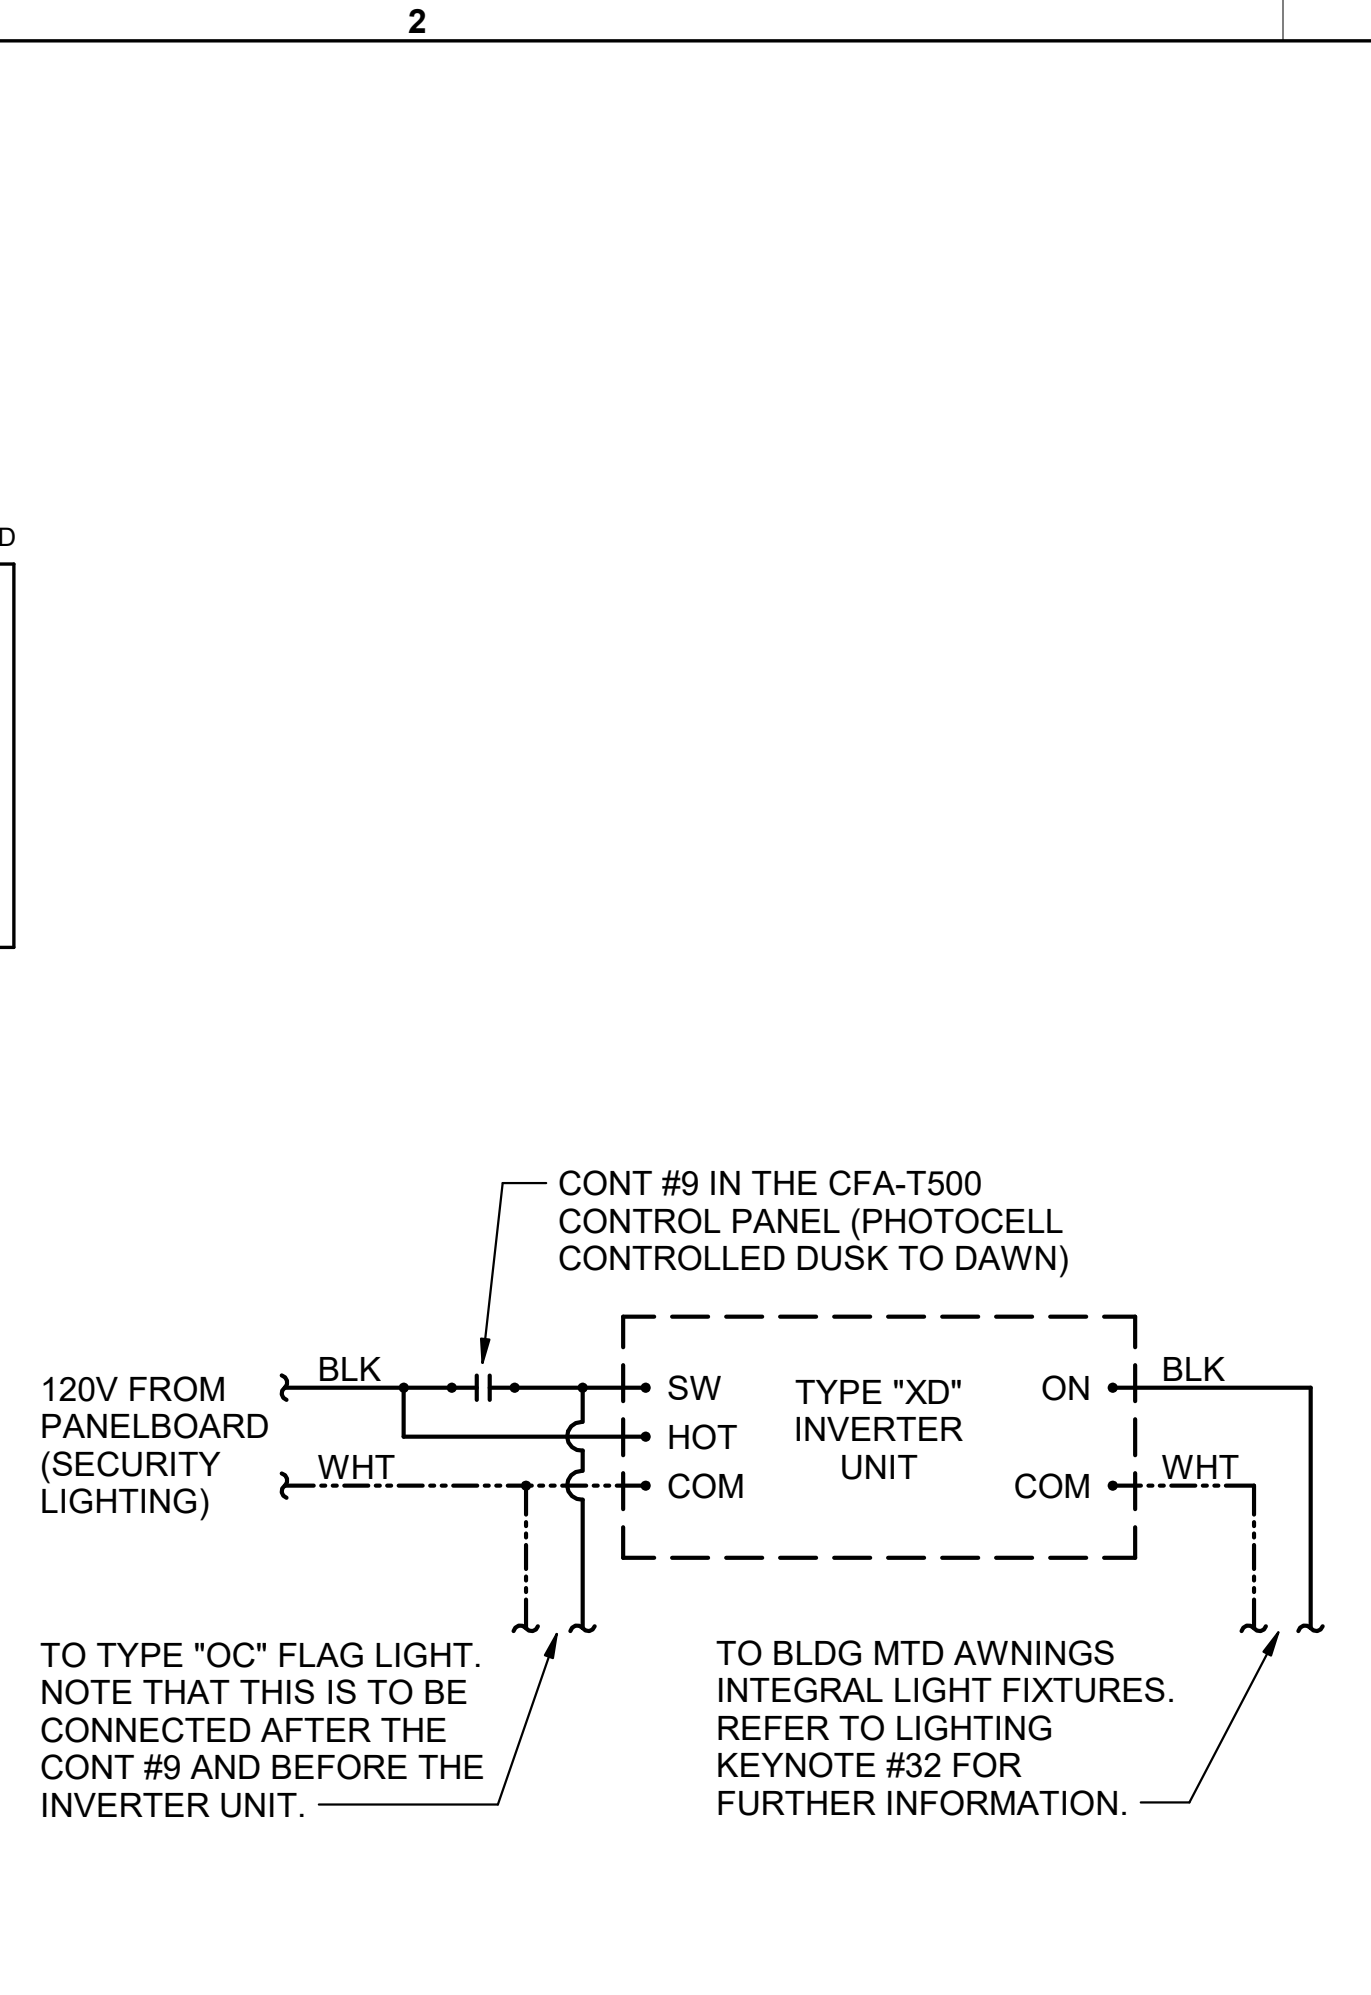 2
D
CONT #9 IN THE CFA-T500
CONTROL PANEL (PHOTOCELL
CONTROLLED DUSK TO DAWN)
120V FROM
PANELBOARD
(SECURITY
LIGHTING)
BLK
WHT
SW
HOT
COM
TYPE "XD"
INVERTER
UNIT
ON
COM
BLK
WHT
TO TYPE "OC" FLAG LIGHT.
NOTE THAT THIS IS TO BE
CONNECTED AFTER THE
CONT #9 AND BEFORE THE
INVERTER UNIT.
TO BLDG MTD AWNINGS
INTEGRAL LIGHT FIXTURES.
REFER TO LIGHTING
KEYNOTE #32 FOR
FURTHER INFORMATION.